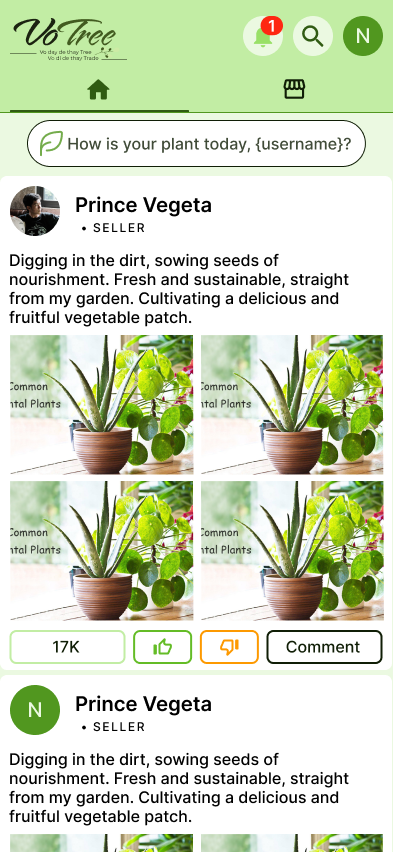 VoTree
Vo day de thay Tree
Vo di de thay Trade
1
N
How is your plant today, {username}?
Prince Vegeta
• SELLER
Digging in the dirt, sowing seeds of
nourishment. Fresh and sustainable, straight
from my garden. Cultivating a delicious and
fruitful vegetable patch.
Common
ntal Plants
Common
ntal Plants
Common
ntal Plants
Common
ntal Plants
17K
Comment
N
Prince Vegeta
• SELLER
Digging in the dirt, sowing seeds of
nourishment. Fresh and sustainable, straight
from my garden. Cultivating a delicious and
fruitful vegetable patch.